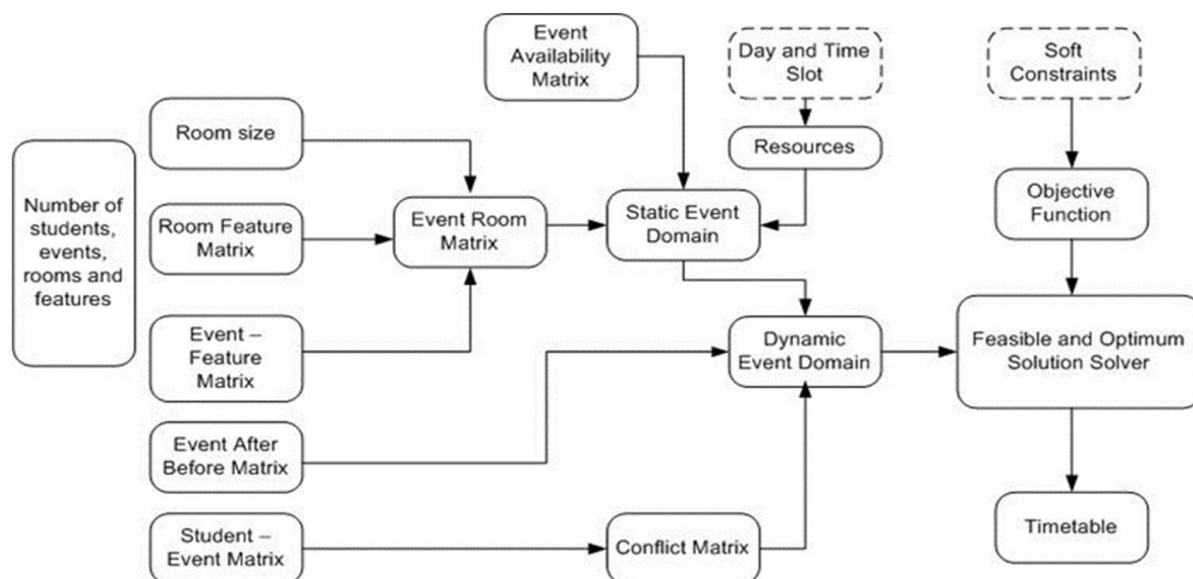 Event
Availability
Matrix
Day and Time
Slot
Soft
Constraints
Room size
Resources
Number of
students,
events,
rooms and
features
Room Feature
Matrix
Event Room
Matrix
Static Event
Domain
Objective
Function
Event –
Feature
Matrix
Dynamic
Event Domain
Feasible and Optimum
Solution Solver
Event After
Before Matrix
Student –
Event Matrix
Conflict Matrix
Timetable